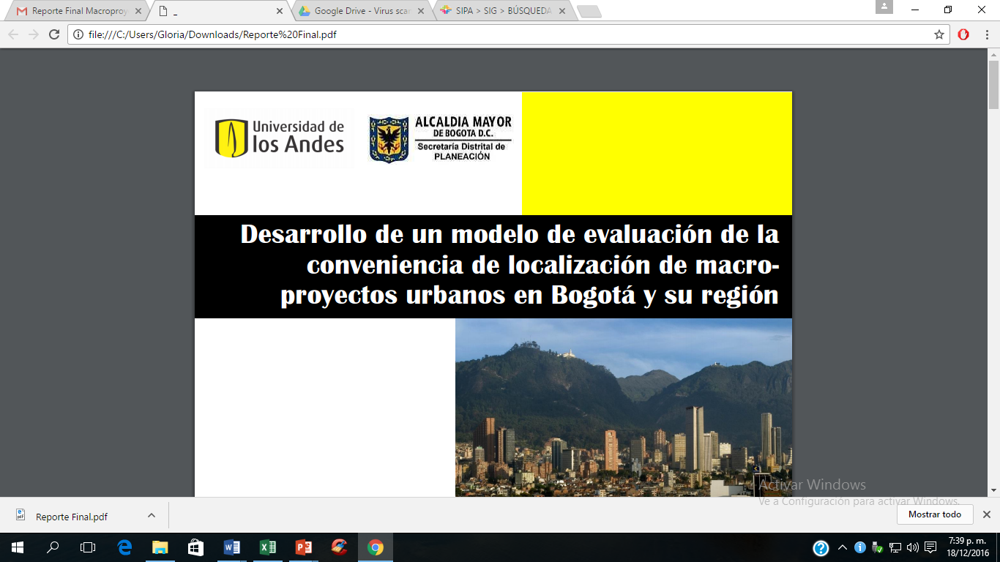 Reporte Final Macroproy
_
Google Drive - Virus scan
SIPA > SIG > BÚSQUEDA
file:///C:/Users/Gloria/Downloads/Reporte%20Final.pdf
Universidad de
los Andes
ALCALDIA MAYOR
DE BOGOTA D.C.
Secretaría Distrital de
PLANEACIÓN
Desarrollo de un modelo de evaluación de la
conveniencia de localización de macro-
proyectos urbanos en Bogotá y su región
Activar Windows
Ve a Configuración para activar Windows.
Reporte Final.pdf
Mostrar todo
7:39 p. m.
18/12/2016